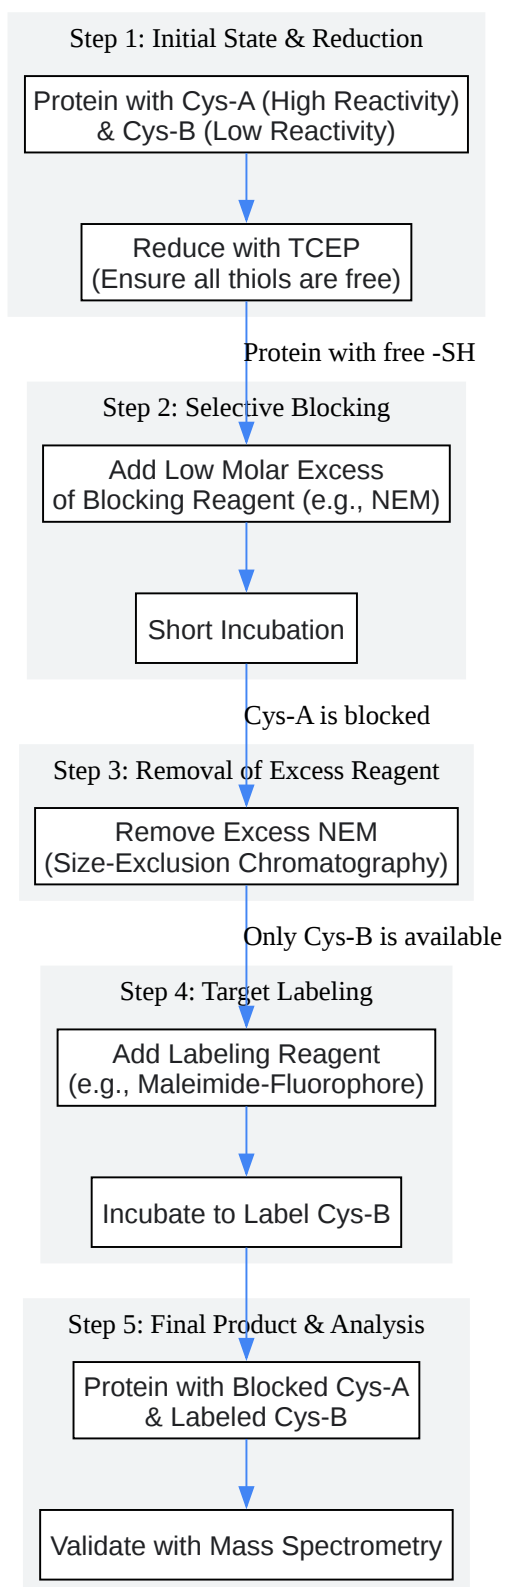 Step 1: Initial State & Reduction
Protein with Cys-A (High Reactivity)
& Cys-B (Low Reactivity)
Reduce with TCEP
(Ensure all thiols are free)
Protein with free -SH
Step 2: Selective Blocking
Add Low Molar Excess
of Blocking Reagent (e.g., NEM)
Short Incubation
Cys-A is blocked
Step 3: Removal of Excess Reagent
Remove Excess NEM
(Size-Exclusion Chromatography)
Only Cys-B is available
Step 4: Target Labeling
Add Labeling Reagent
(e.g., Maleimide-Fluorophore)
Incubate to Label Cys-B
Step 5: Final Product & Analysis
Protein with Blocked Cys-A
& Labeled Cys-B
Validate with Mass Spectrometry